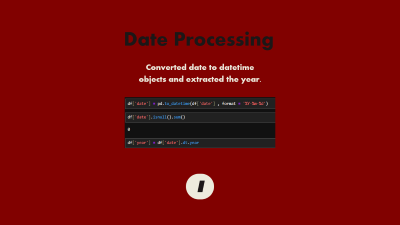 Date Processing
Converted date to datetime
objects and extracted the year.
df['date'] = pd.to_datetime(df['date'] , format = '%Y-%m-%d')
df['date'].isnull().sum()
0
df['year'] = df['date'].dt.year